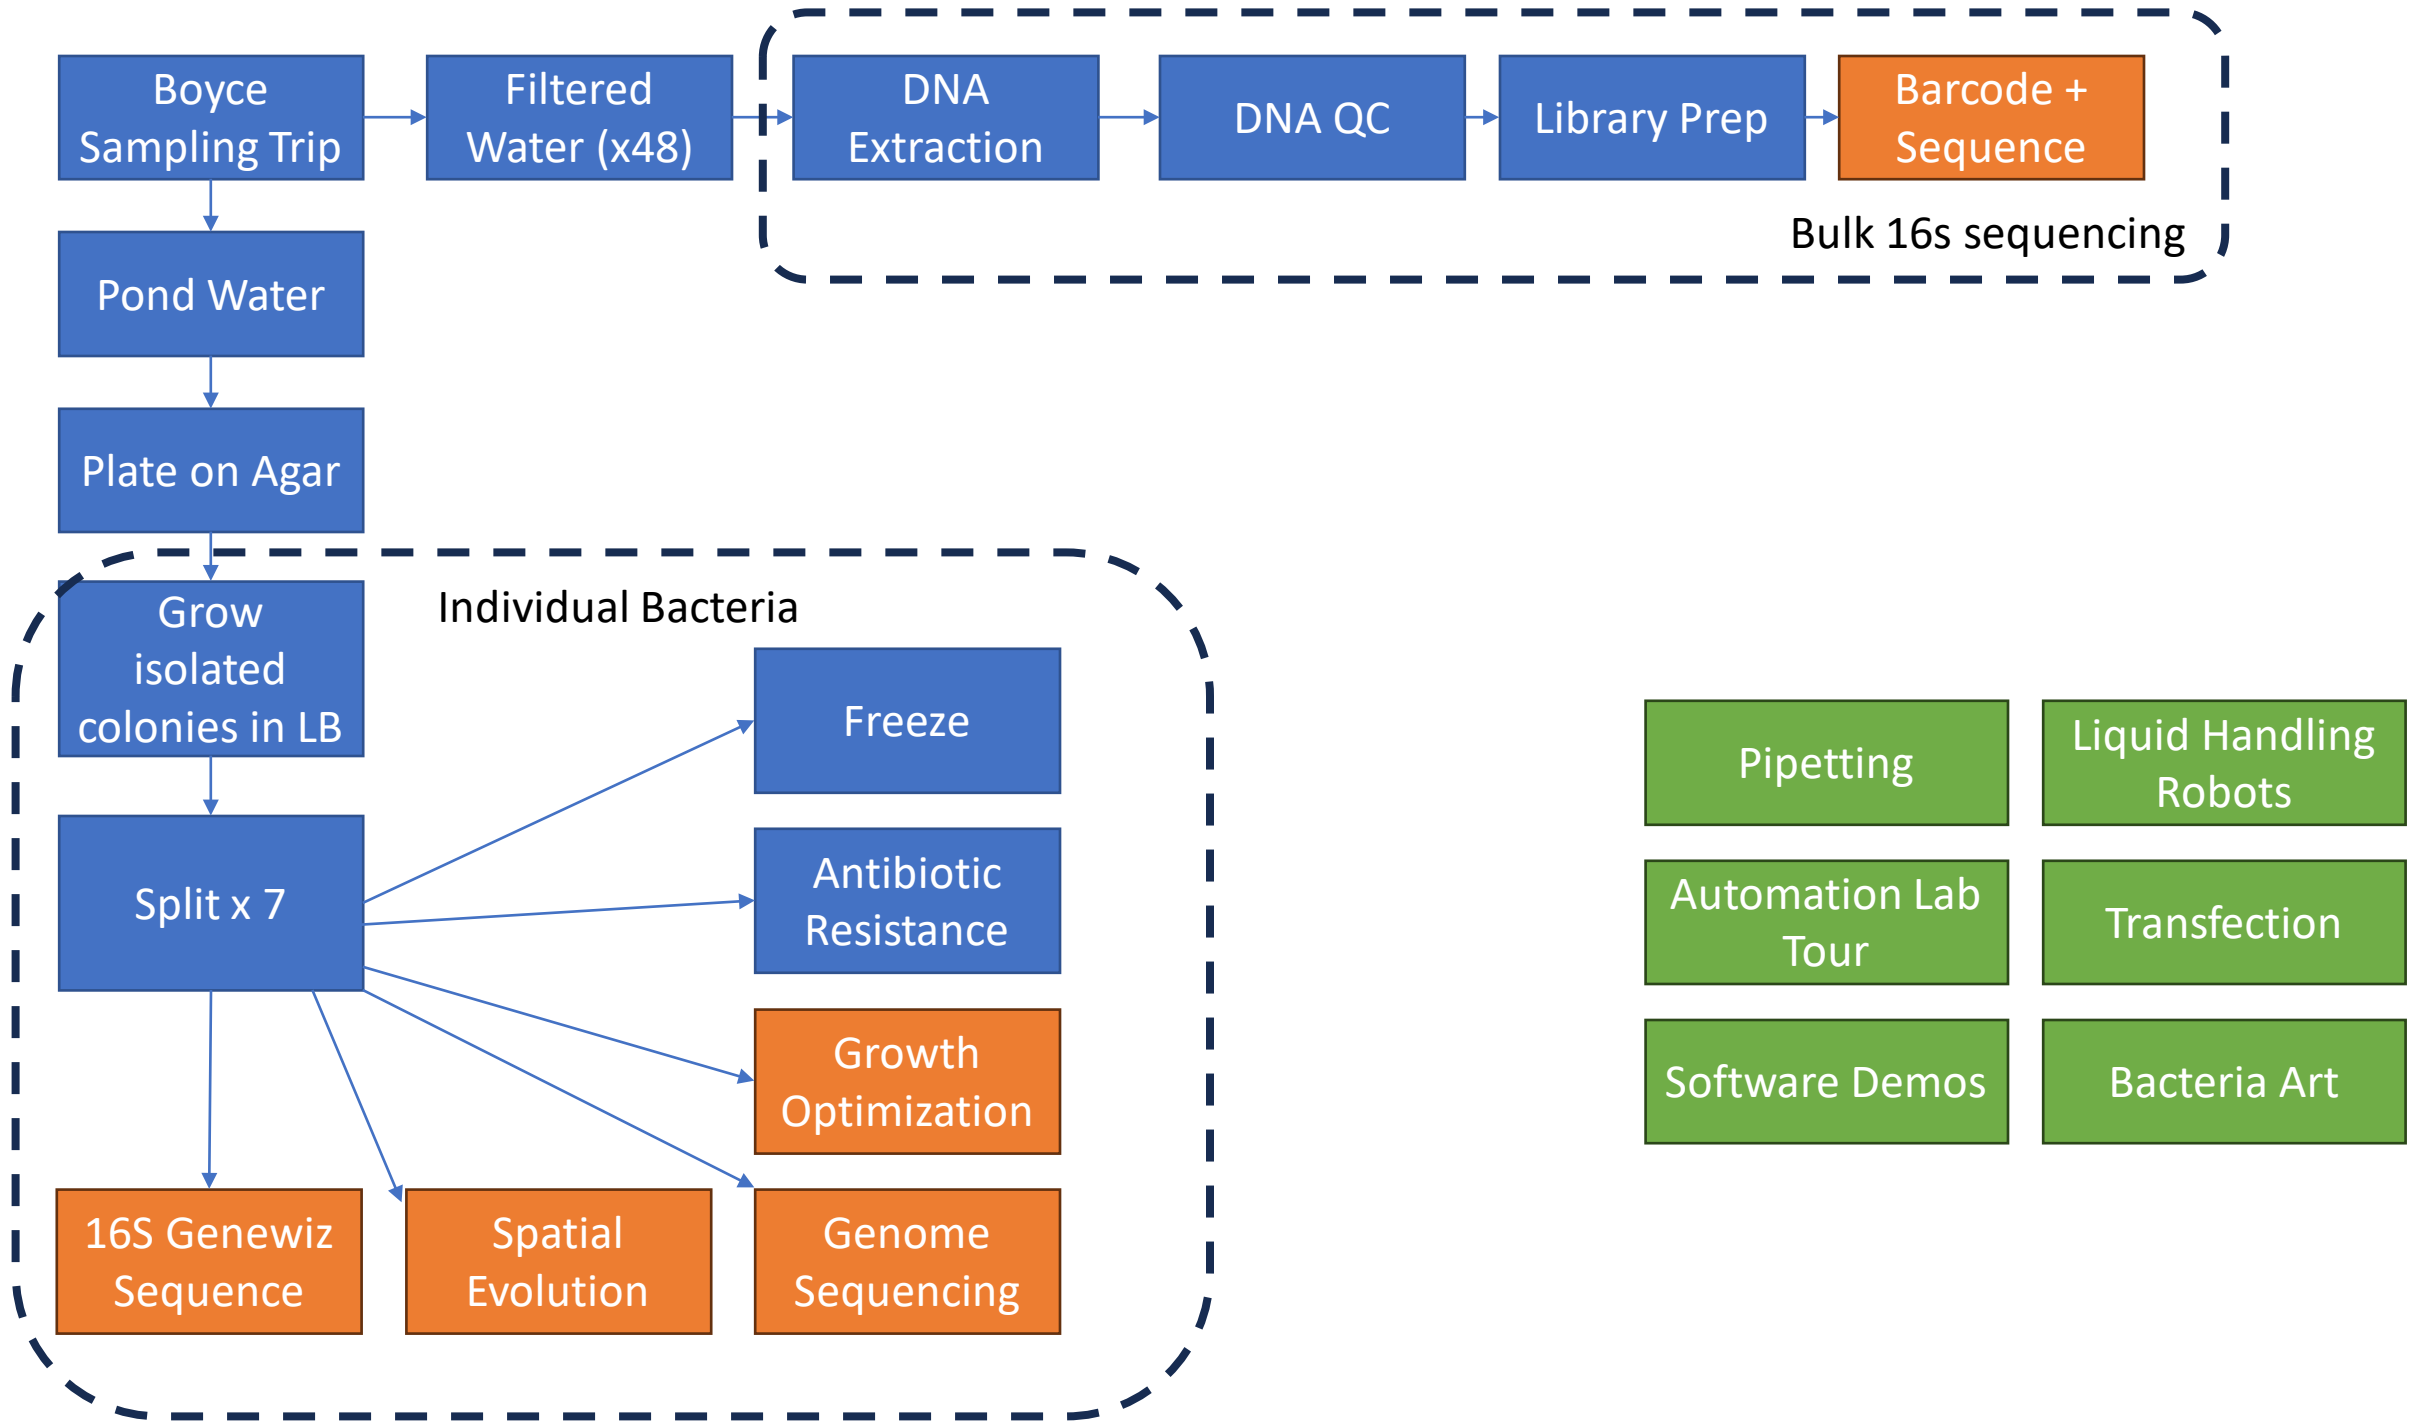 Boyce
Sampling Trip
Filtered
Water (x48)
DNA
Extraction
DNA QC
Library Prep
Barcode +
Sequence
Bulk 16s sequencing
Pond Water
Plate on Agar
Individual Bacteria
Grow
isolated
colonies in LB
Split x 7
Freeze
Antibiotic
Resistance
Growth
Optimization
16S Genewiz
Sequence
Spatial
Evolution
Genome
Sequencing
Pipetting
Liquid Handling
Robots
Automation Lab
Tour
Transfection
Software Demos
Bacteria Art